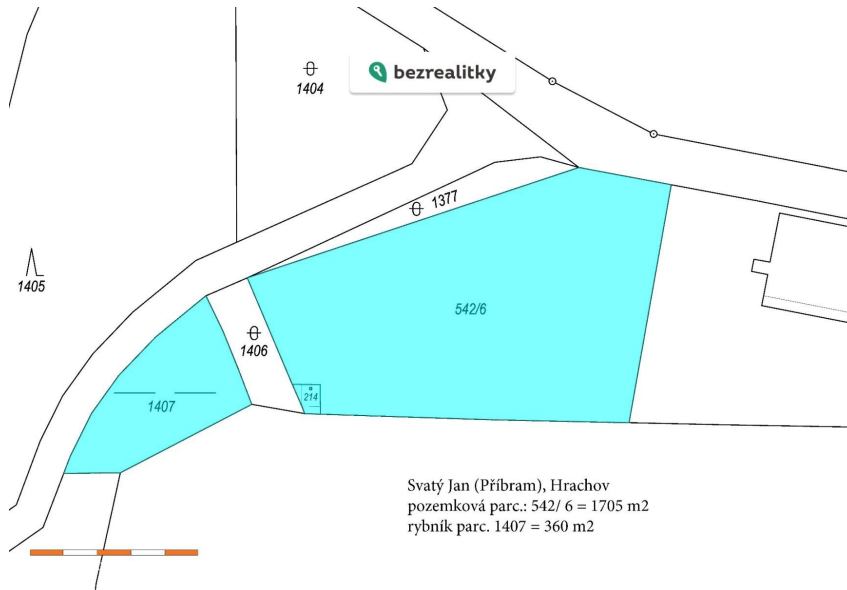 1404
bezrealitky
1377
1405
542/6
1406
214
1407
Svatý Jan (Příbram), Hrachov
pozemková parc.: 542/ 6 = 1705 m2
rybník parc. 1407 = 360 m2